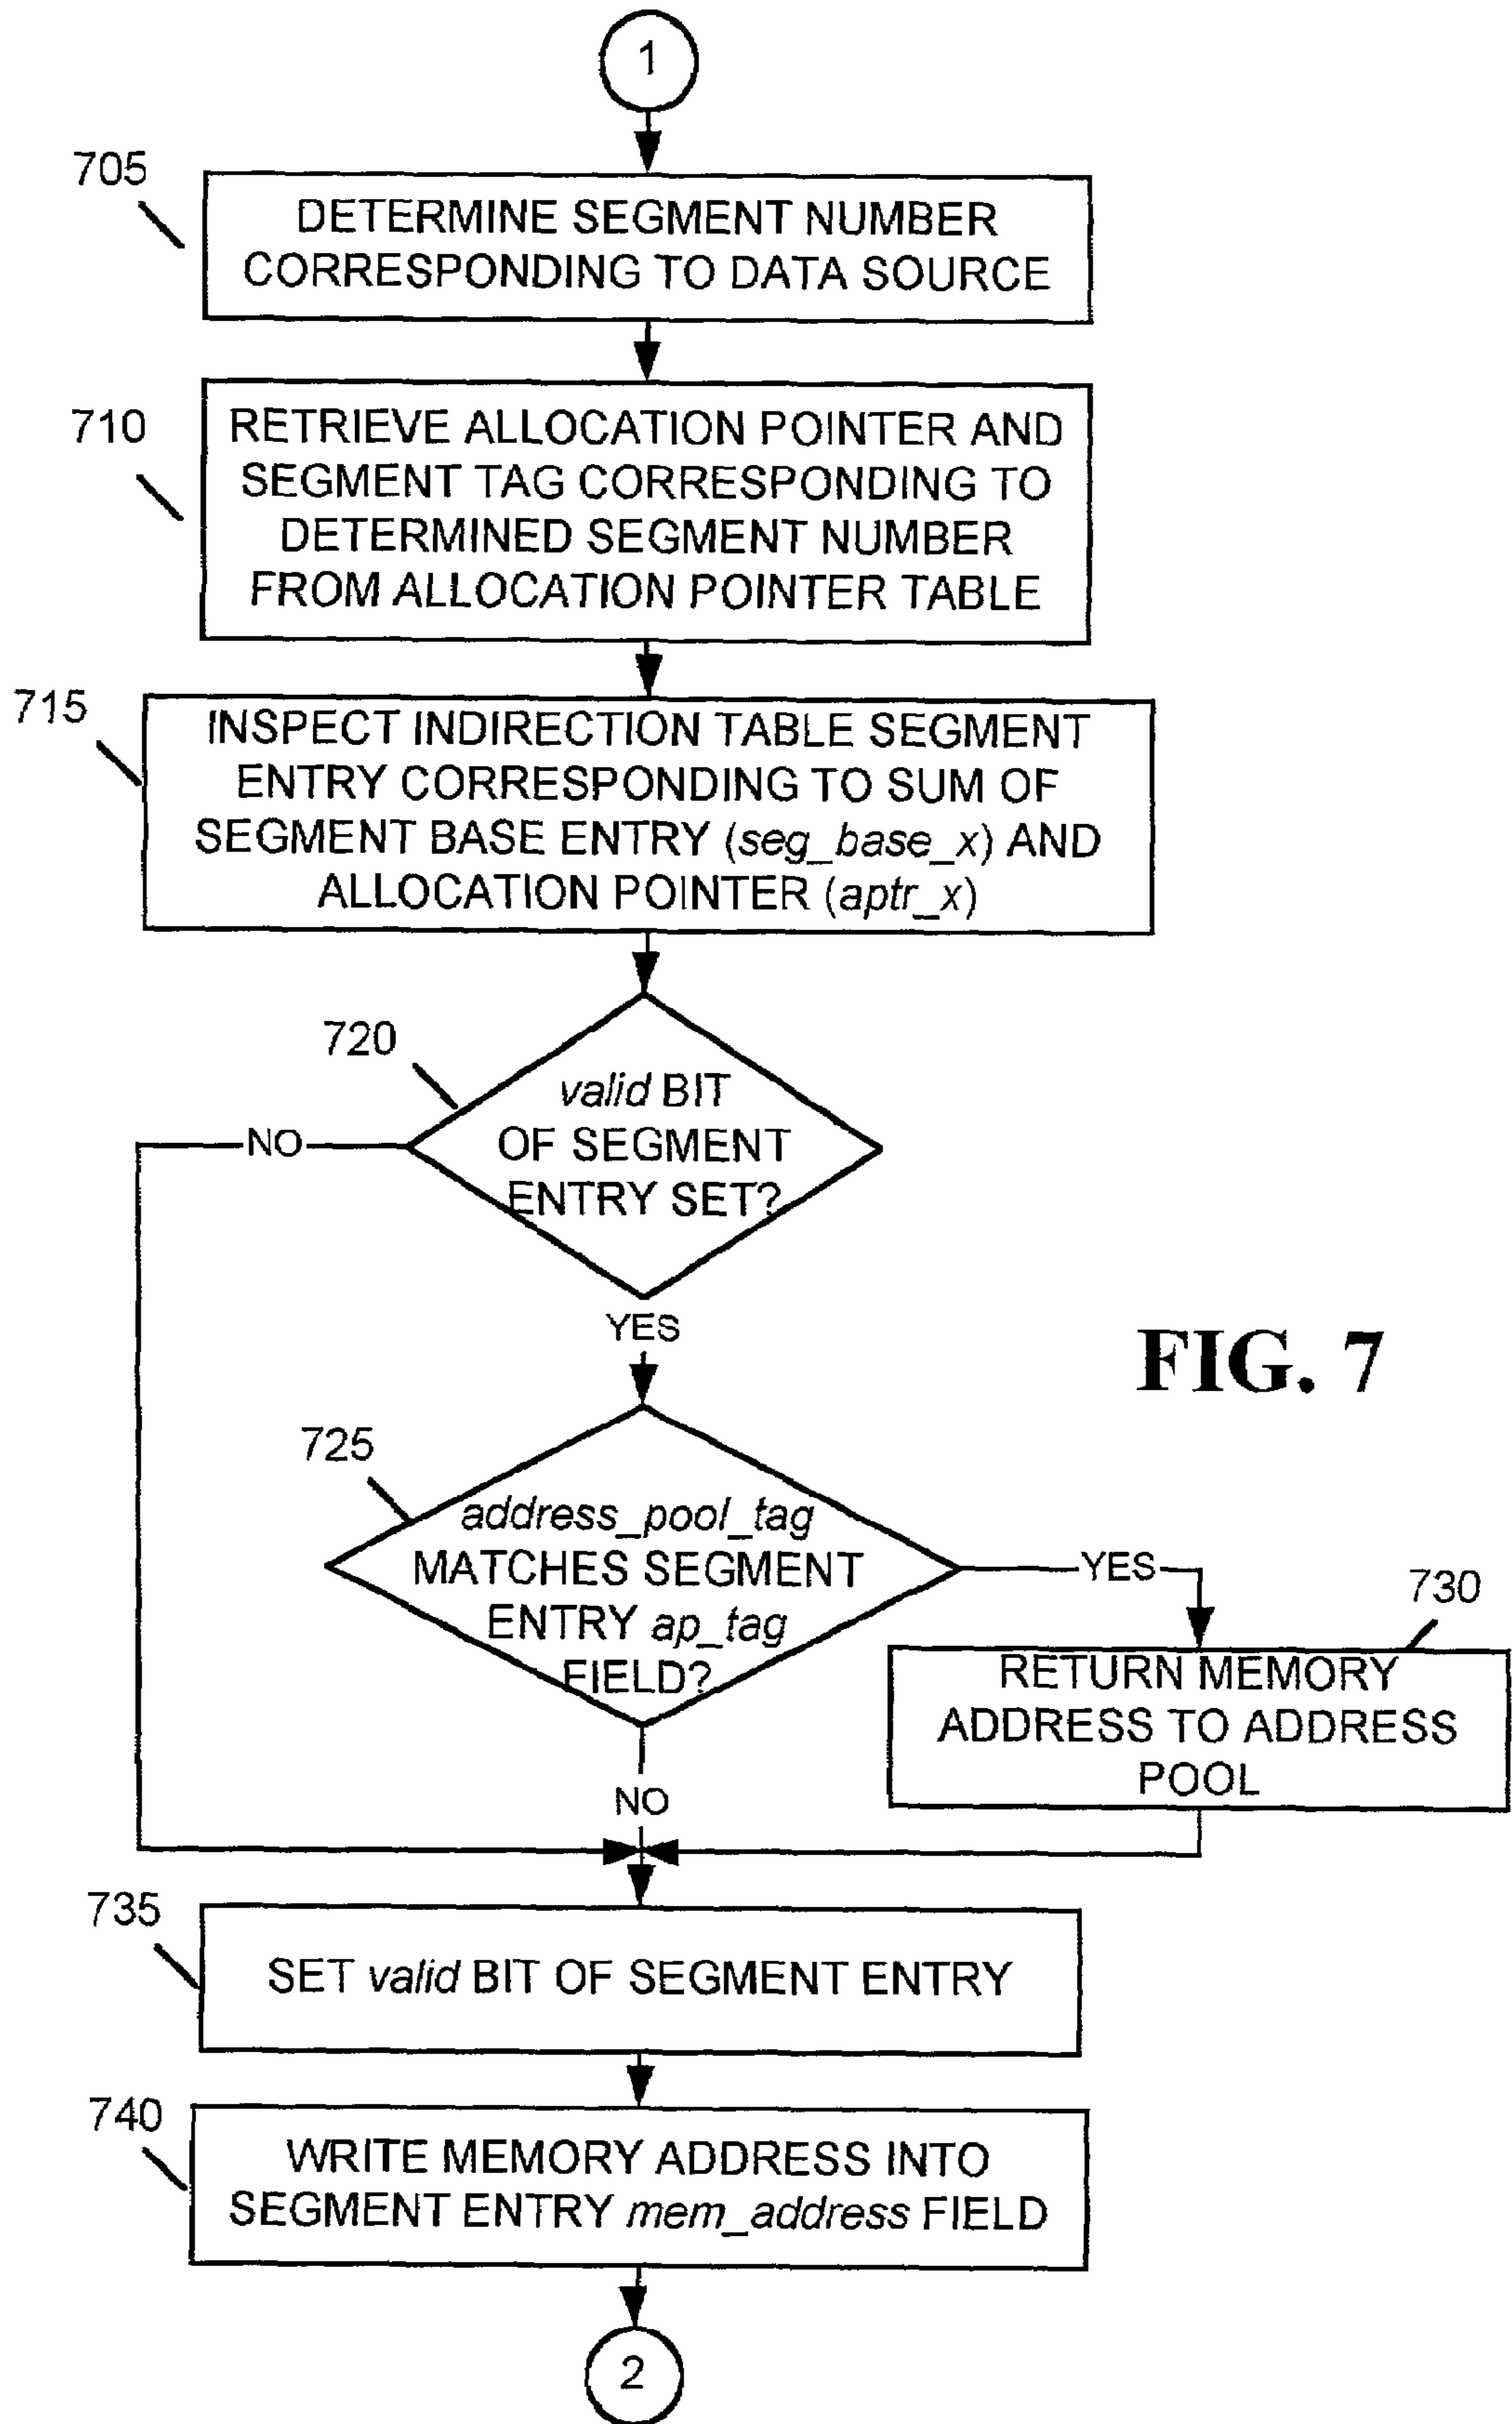 1
705
DETERMINE SEGMENT NUMBER
CORRESPONDING TO DATA SOURCE
710
RETRIEVE ALLOCATION POINTER AND
SEGMENT TAG CORRESPONDING TO
DETERMINED SEGMENT NUMBER
FROM ALLOCATION POINTER TABLE
715
INSPECT INDIRECTION TABLE SEGMENT
ENTRY CORRESPONDING TO SUM OF
SEGMENT BASE ENTRY (seg_base_x) AND
ALLOCATION POINTER (aptr_x)
720
valid BIT
OF SEGMENT
ENTRY SET?
NO
YES
FIG. 7
725
address_pool_tag
MATCHES SEGMENT
ENTRY ap_tag
FIELD?
YES
730
RETURN MEMORY
ADDRESS TO ADDRESS
POOL
NO
735
SET valid BIT OF SEGMENT ENTRY
740
WRITE MEMORY ADDRESS INTO
SEGMENT ENTRY mem_address FIELD
2